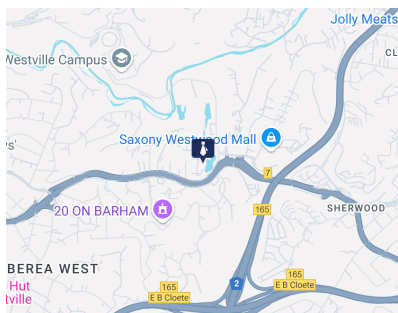 Jolly Meats
Westville Campus
CL
Saxony Westwood Mall
ws'
7
20 ON BARHAM
165
SHERWOOD
BEREA WEST
165
E B Cloete
2
165
E B Cloete
Hut
tville